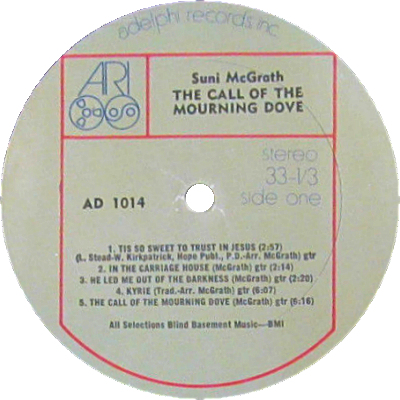 adelphi records, inc.
ARI
Suni McGrath
THE CALL OF THE
MOURNING DOVE
stereo
33-1/3
side one
AD 1014
1. TIS SO SWEET TO TRUST IN JESUS (2:57)
(L. Stead-W. Kirkpatrick, Hope Publ., P.D.-Arr. McGrath) gtr
2. IN THE CARRIAGE HOUSE (McGrath) gtr (2:14)
3. HE LED ME OUT OF THE DARKNESS (McGrath) gtr (2:20)
4. KYRIE (Trad.-Arr. McGrath) gtr (6:07)
5. THE CALL OF THE MOURNING DOVE (McGrath) gtr (6:16)
All Selections Blind Basement Music—BMI